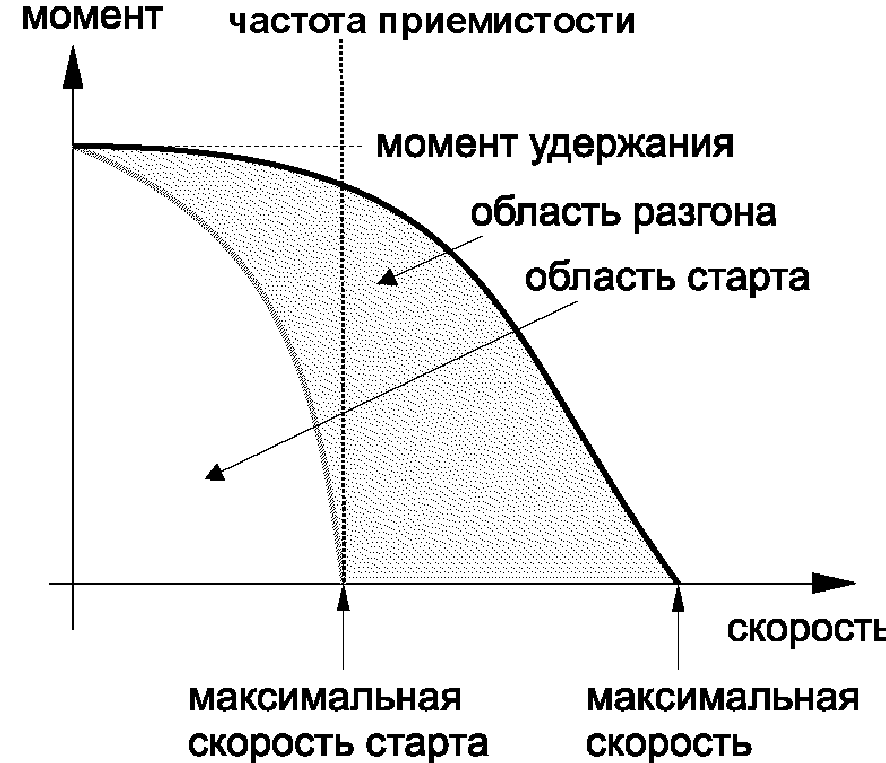 момент
частота приемистости
момент удержания
область разгона
область старта
скорость
максимальная
скорость старта
максимальная
скорость